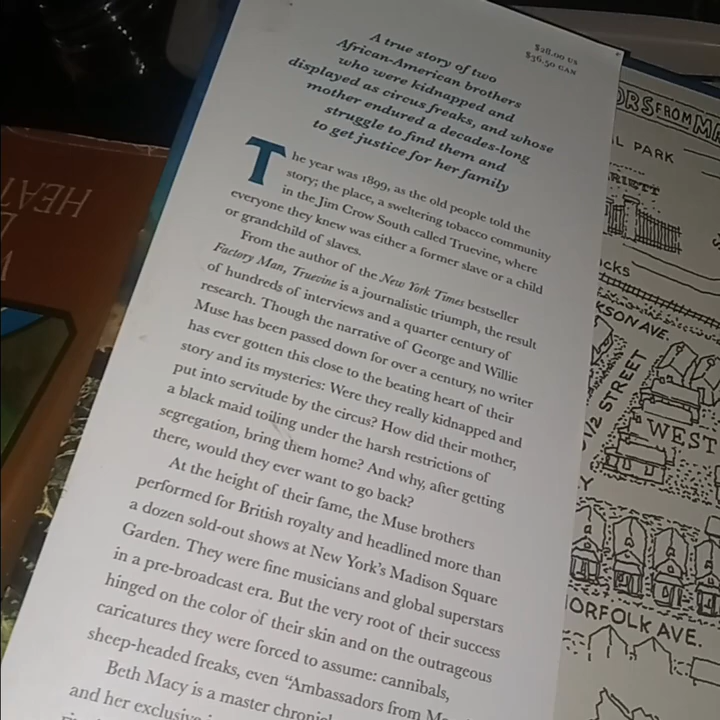 $28.00 US
$36.50 CAN
A true story of two
African-American brothers
who were kidnapped and
displayed as circus freaks, and whose
mother endured a decades-long
struggle to find them and
to get justice for her family
The year was 1899, as the old people told the
story; the place, a sweltering tobacco community
in the Jim Crow South called Truevine, where
everyone they knew was either a former slave or a child
or grandchild of slaves.
From the author of the New York Times bestseller
Factory Man, Truevine is a journalistic triumph, the result
of hundreds of interviews and a quarter century of
research. Though the narrative of George and Willie
Muse has been passed down for over a century, no writer
has ever gotten this close to the beating heart of their
story and its mysteries: Were they really kidnapped and
put into servitude by the circus? How did their mother,
a black maid toiling under the harsh restrictions of
segregation, bring them home? And why, after getting
there, would they ever want to go back?
At the height of their fame, the Muse brothers
performed for British royalty and headlined more than
a dozen sold-out shows at New York's Madison Square
Garden. They were fine musicians and global superstars
in a pre-broadcast era. But the very root of their success
hinged on the color of their skin and on the outrageous
caricatures they were forced to assume: cannibals,
sheep-headed freaks, even "Ambassadors from
Beth Macy is a master
and her
HEAT
FROM
PARK
AVE.
1/2 STREET
WEST
ORFOLK AVE.